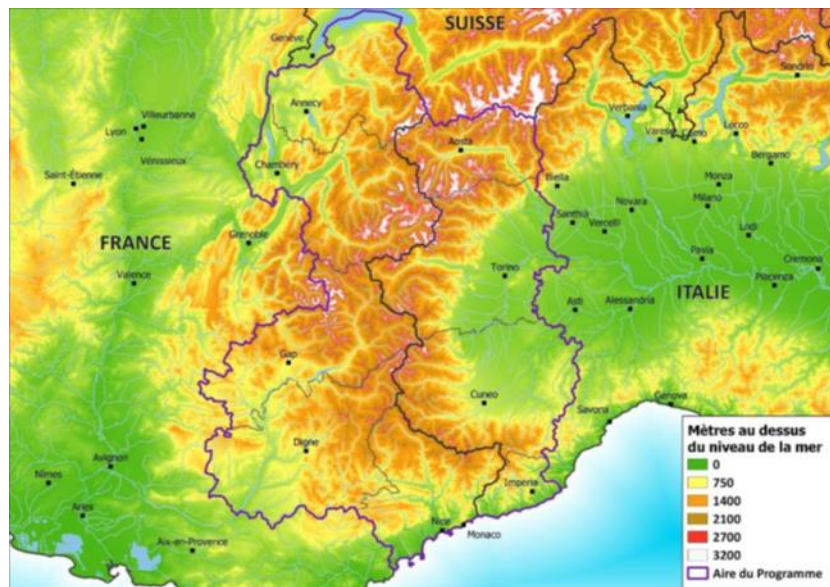 SUISSE
Genève
Sondrio
Annecy
Verbania
Villeurbanne
Lyon
Varese
Como
Lecco
Vénissieux
Aosta
Bergamo
Chambéry
Saint-Étienne
Biella
Monza
Novara
Milano
Santhià
Vercelli
Lodi
FRANCE
Grenoble
Pavia
Cremona
Torino
Valence
Piacenza
ITALIE
Asti
Alessandria
Gap
Cuneo
Savona
Genova
Mètres au dessus
du niveau de la mer
0
750
1400
2100
2700
3200
Aire du Programme
Digne
Avignon
Nîmes
Imperia
Arles
Nice
Monaco
Aix-en-Provence